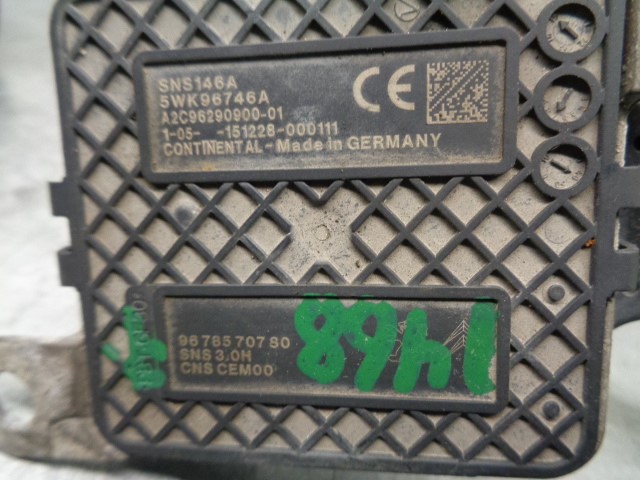 SNS146A
5WK96746A
A2C96290900-01
1-05- -151228-000111
CONTINENTAL-Made in GERMANY
CE
96 785 707 80
SNS 3.0H
CNS CEM00
1468